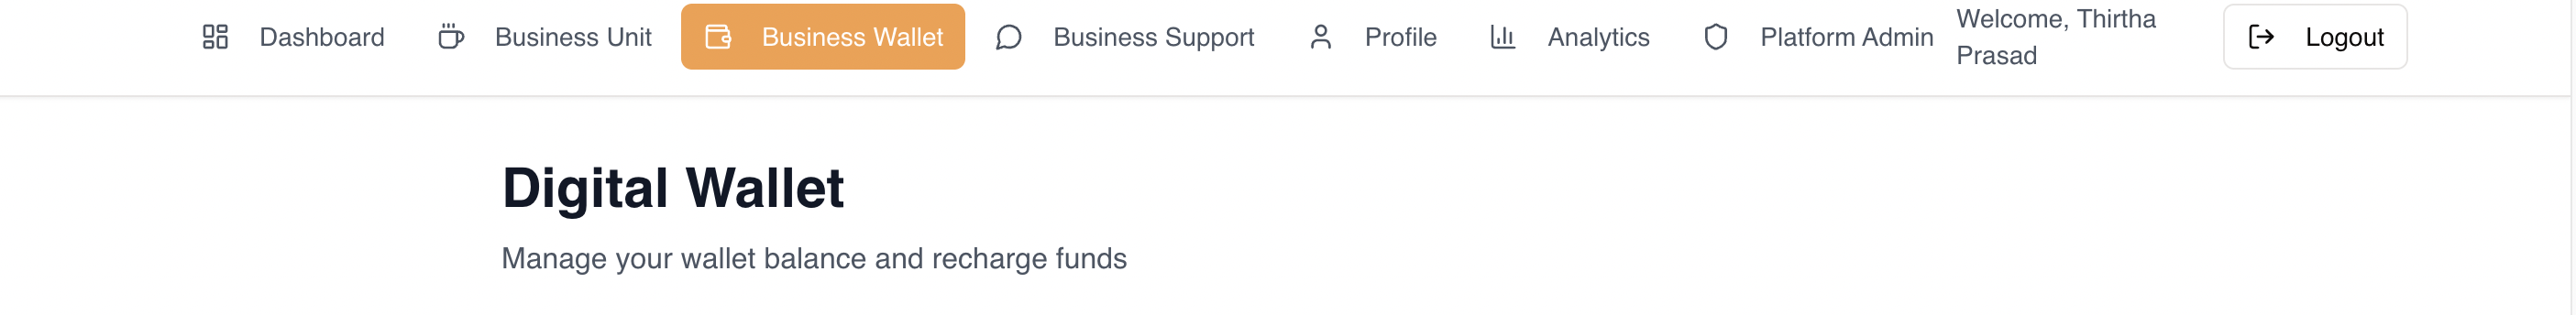 Dashboard
Business Unit
Business Wallet
Business Support
Profile
Analytics
Platform Admin
Welcome, Thirtha
Prasad
Logout
Digital Wallet
Manage your wallet balance and recharge funds